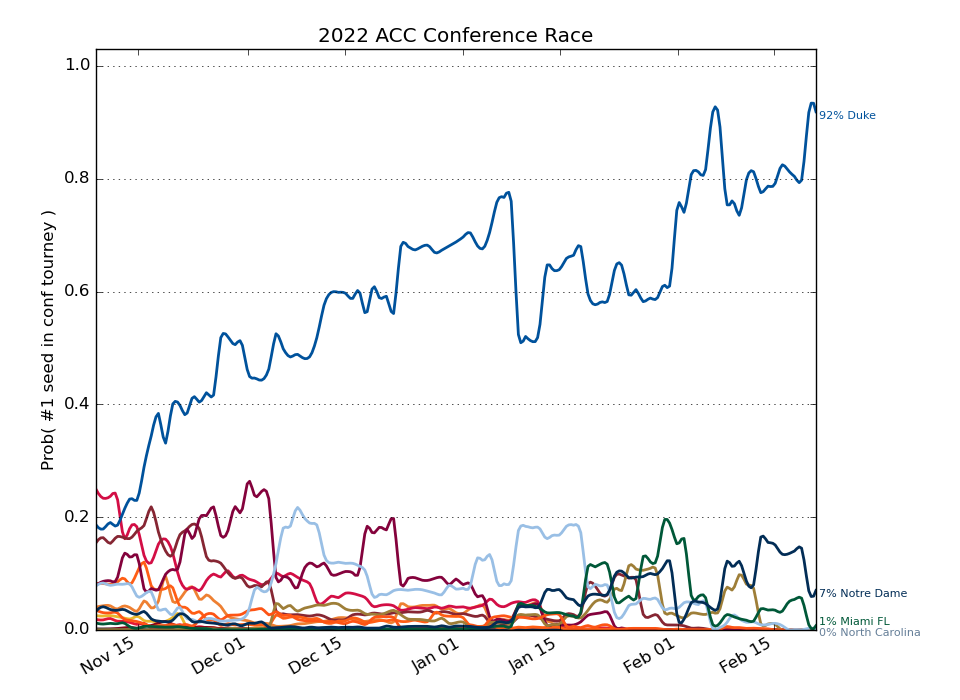 2022 ACC Conference Race
Prob( #1 seed in conf tourney )
1.0
0.8
0.6
0.4
0.2
0.0
92% Duke
7% Notre Dame
1% Miami FL
0% North Carolina
Nov 15
Dec 01
Dec 15
Jan 01
Jan 15
Feb 01
Feb 15